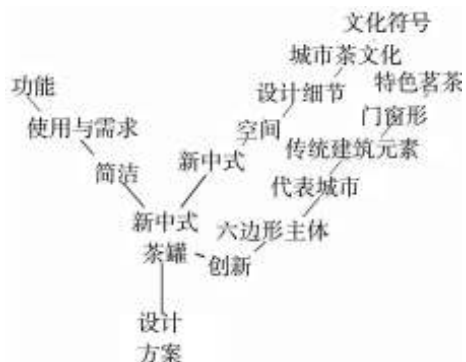 文化符号
城市茶文化
特色茗茶
设计细节
功能
门窗形
空间
使用与需求
传统建筑元素
新中式
简洁
代表城市
新中式
茶罐
六边形主体
创新
设计
方案